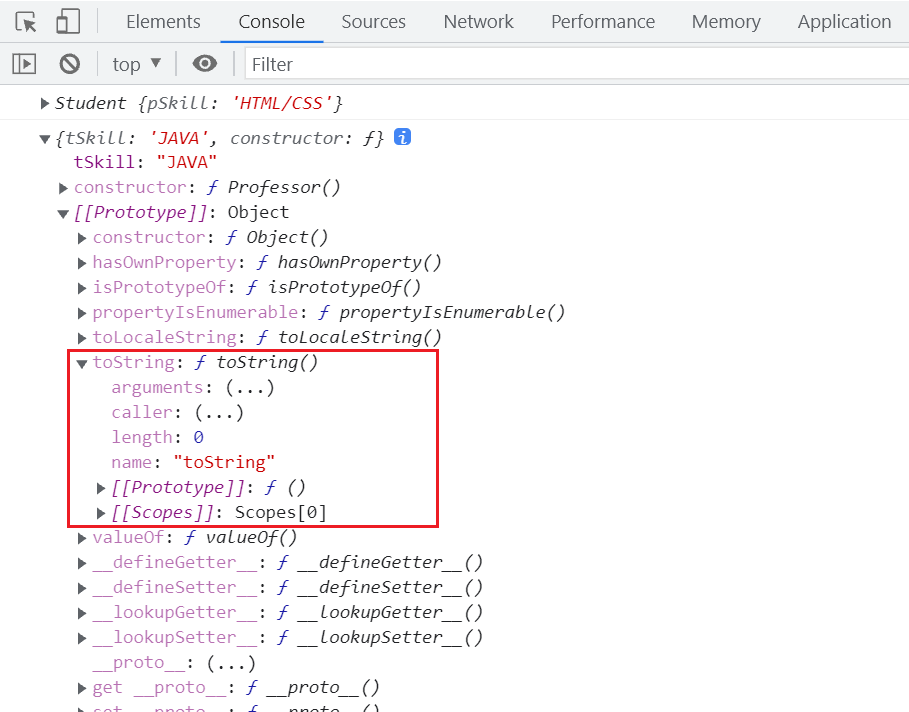 Elements Console Sources Network Performance Memory Application
top ▼ Filter
▶ Student {pSkill: 'HTML/CSS'}
▼ {tSkill: 'JAVA', constructor: ƒ} i
tSkill: "JAVA"
▶ constructor: ƒ Professor()
▼ [[Prototype]]: Object
▶ constructor: ƒ Object()
▶ hasOwnProperty: ƒ hasOwnProperty()
▶ isPrototypeOf: ƒ isPrototypeOf()
▶ propertyIsEnumerable: ƒ propertyIsEnumerable()
▶ toLocaleString: ƒ toLocaleString()
▼ toString: ƒ toString()
arguments: (...)
caller: (...)
length: 0
name: "toString"
▶ [[Prototype]]: ƒ ()
▶ [[Scopes]]: Scopes[0]
▶ valueOf: ƒ valueOf()
▶ __defineGetter__: ƒ __defineGetter__()
▶ __defineSetter__: ƒ __defineSetter__()
▶ __lookupGetter__: ƒ __lookupGetter__()
▶ __lookupSetter__: ƒ __lookupSetter__()
__proto__: (...)
▶ get __proto__: ƒ __proto__()
▶ set __proto__: ƒ __proto__()